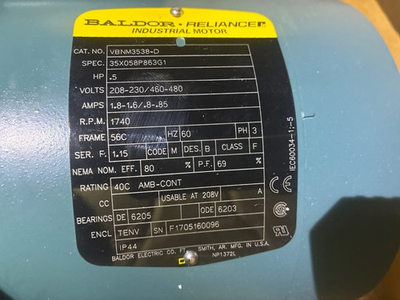 BALDOR · RELIANCER
INDUSTRIAL MOTOR
CAT. NO. VBNM3538-D
SPEC. 35X058P863G1
HP .5
VOLTS 208-230/460-480
AMPS 1.8-1.6/.8-.85
R.P.M. 1740
FRAME 56C HZ 60 PH 3
SER. F. 1.15 CODE M DES. B CLASS F
NEMA NOM. EFF. 80 % P.F. 69 %
RATING 40C AMB-CONT
CC USABLE AT 208V A
BEARINGS DE 6205 ODE 6203
ENCL TENV SN F1705160096
IP44
BALDOR ELECTRIC CO. FT. SMITH, AR. MFG. IN U.S.A.
NP1372L
IEC60034-1:-5
CE